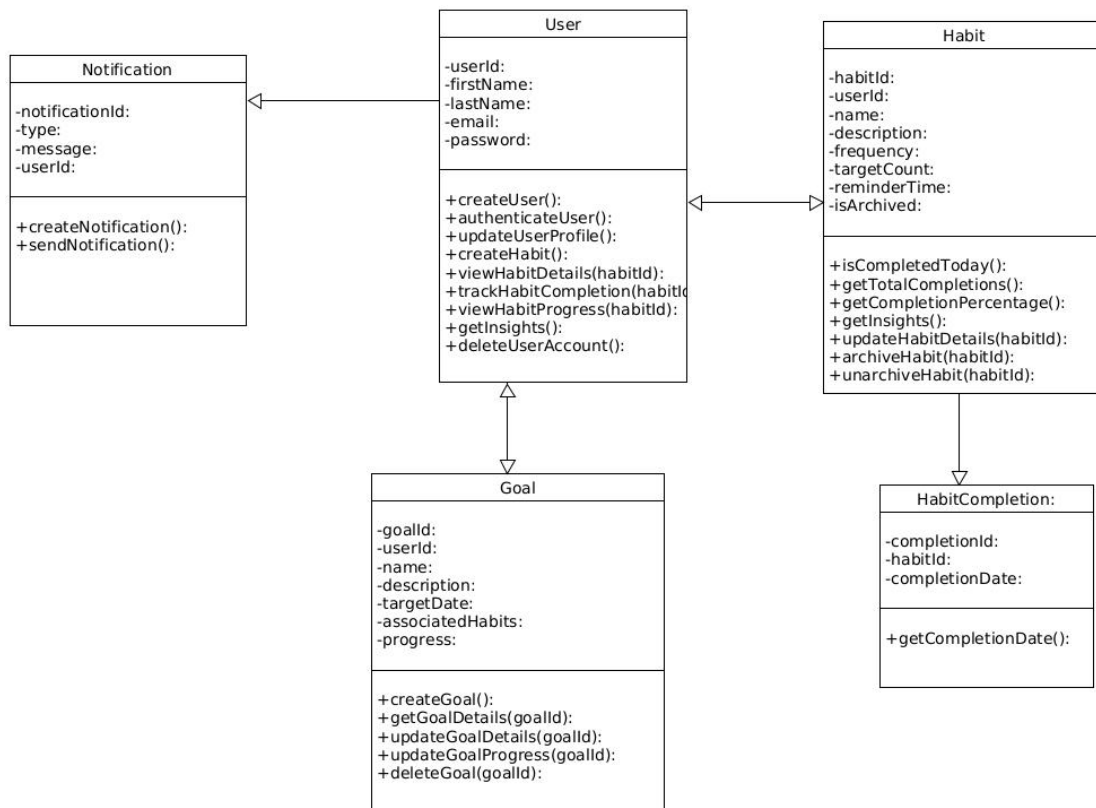 Notification
-notificationId:
-type:
-message:
-userId:
+createNotification():
+sendNotification():
User
-userId:
-firstName:
-lastName:
-email:
-password:
+createUser():
+authenticateUser():
+updateUserProfile():
+createHabit():
+viewHabitDetails(habitId):
+trackHabitCompletion(habitId
+viewHabitProgress(habitId):
+getInsights():
+deleteUserAccount():
Habit
-habitId:
-userId:
-name:
-description:
-frequency:
-targetCount:
-reminderTime:
-isArchived:
+isCompletedToday():
+getTotalCompletions():
+getCompletionPercentage():
+getInsights():
+updateHabitDetails(habitId):
+archiveHabit(habitId):
+unarchiveHabit(habitId):
Goal
-goalId:
-userId:
-name:
-description:
-targetDate:
-associatedHabits:
-progress:
+createGoal():
+getGoalDetails(goalId):
+updateGoalDetails(goalId):
+updateGoalProgress(goalId):
+deleteGoal(goalId):
HabitCompletion:
-completionId:
-habitId:
-completionDate:
+getCompletionDate():